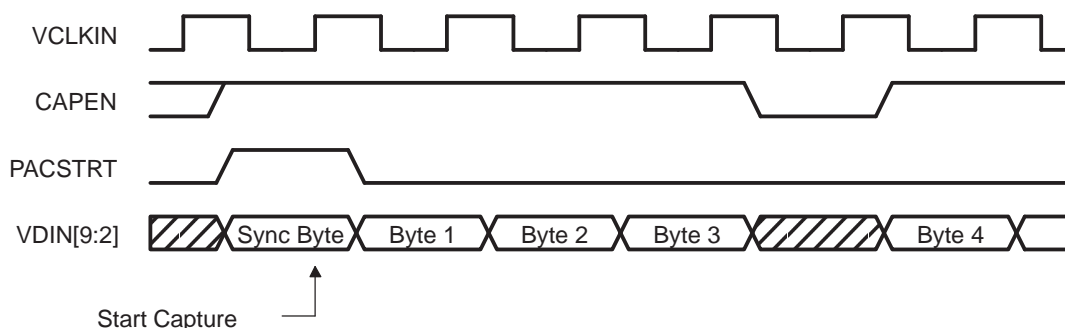 VCLKIN
CAPEN
PACSTRT
VDIN[9:2] Sync Byte Byte 1 Byte 2 Byte 3 Byte 4
Start Capture